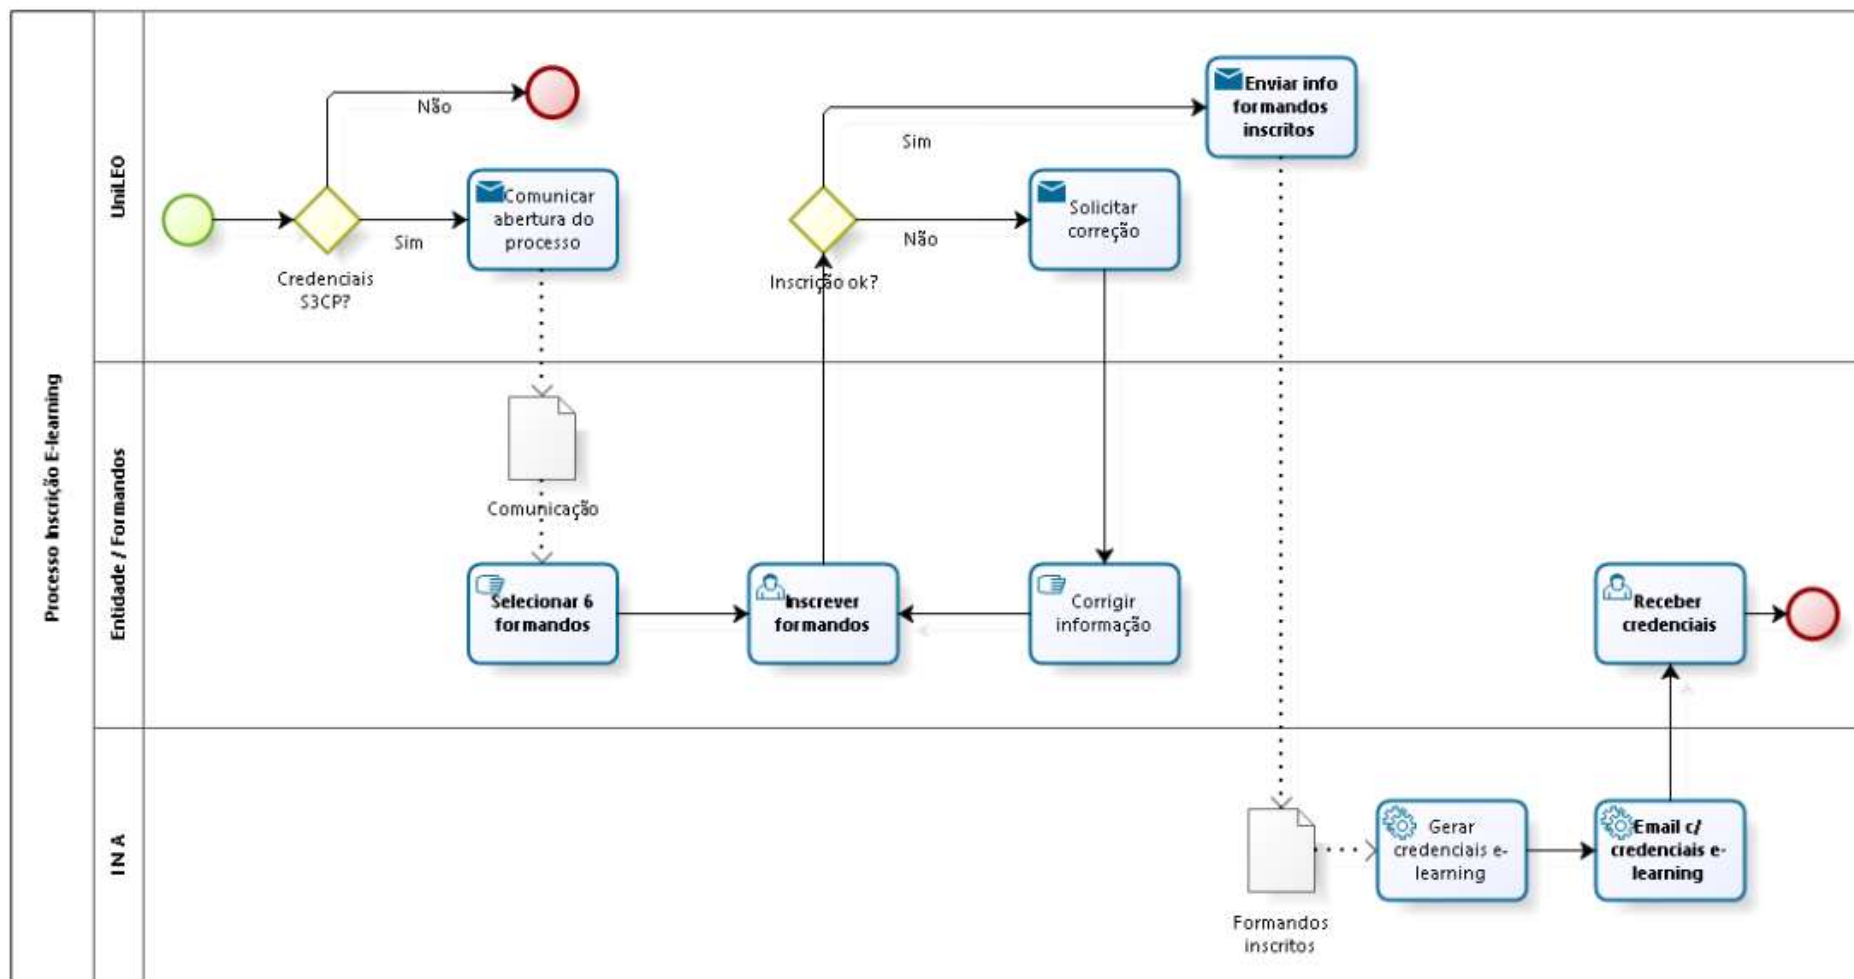 Processo Inscrição E-learning
UniLEO
Não
Sim
Credenciais
S3CP?
Comunicar
abertura do
processo
Inscrição ok?
Sim
Não
Solicitar
correção
Enviar info
formandos
inscritos
Entidade / Formandos
Comunicação
Selecionar 6
formandos
Inscrever
formandos
Corrigir
informação
Receber
credenciais
INA
Formandos
inscritos
Gerar
credenciais e-
learning
Email c/
credenciais e-
learning